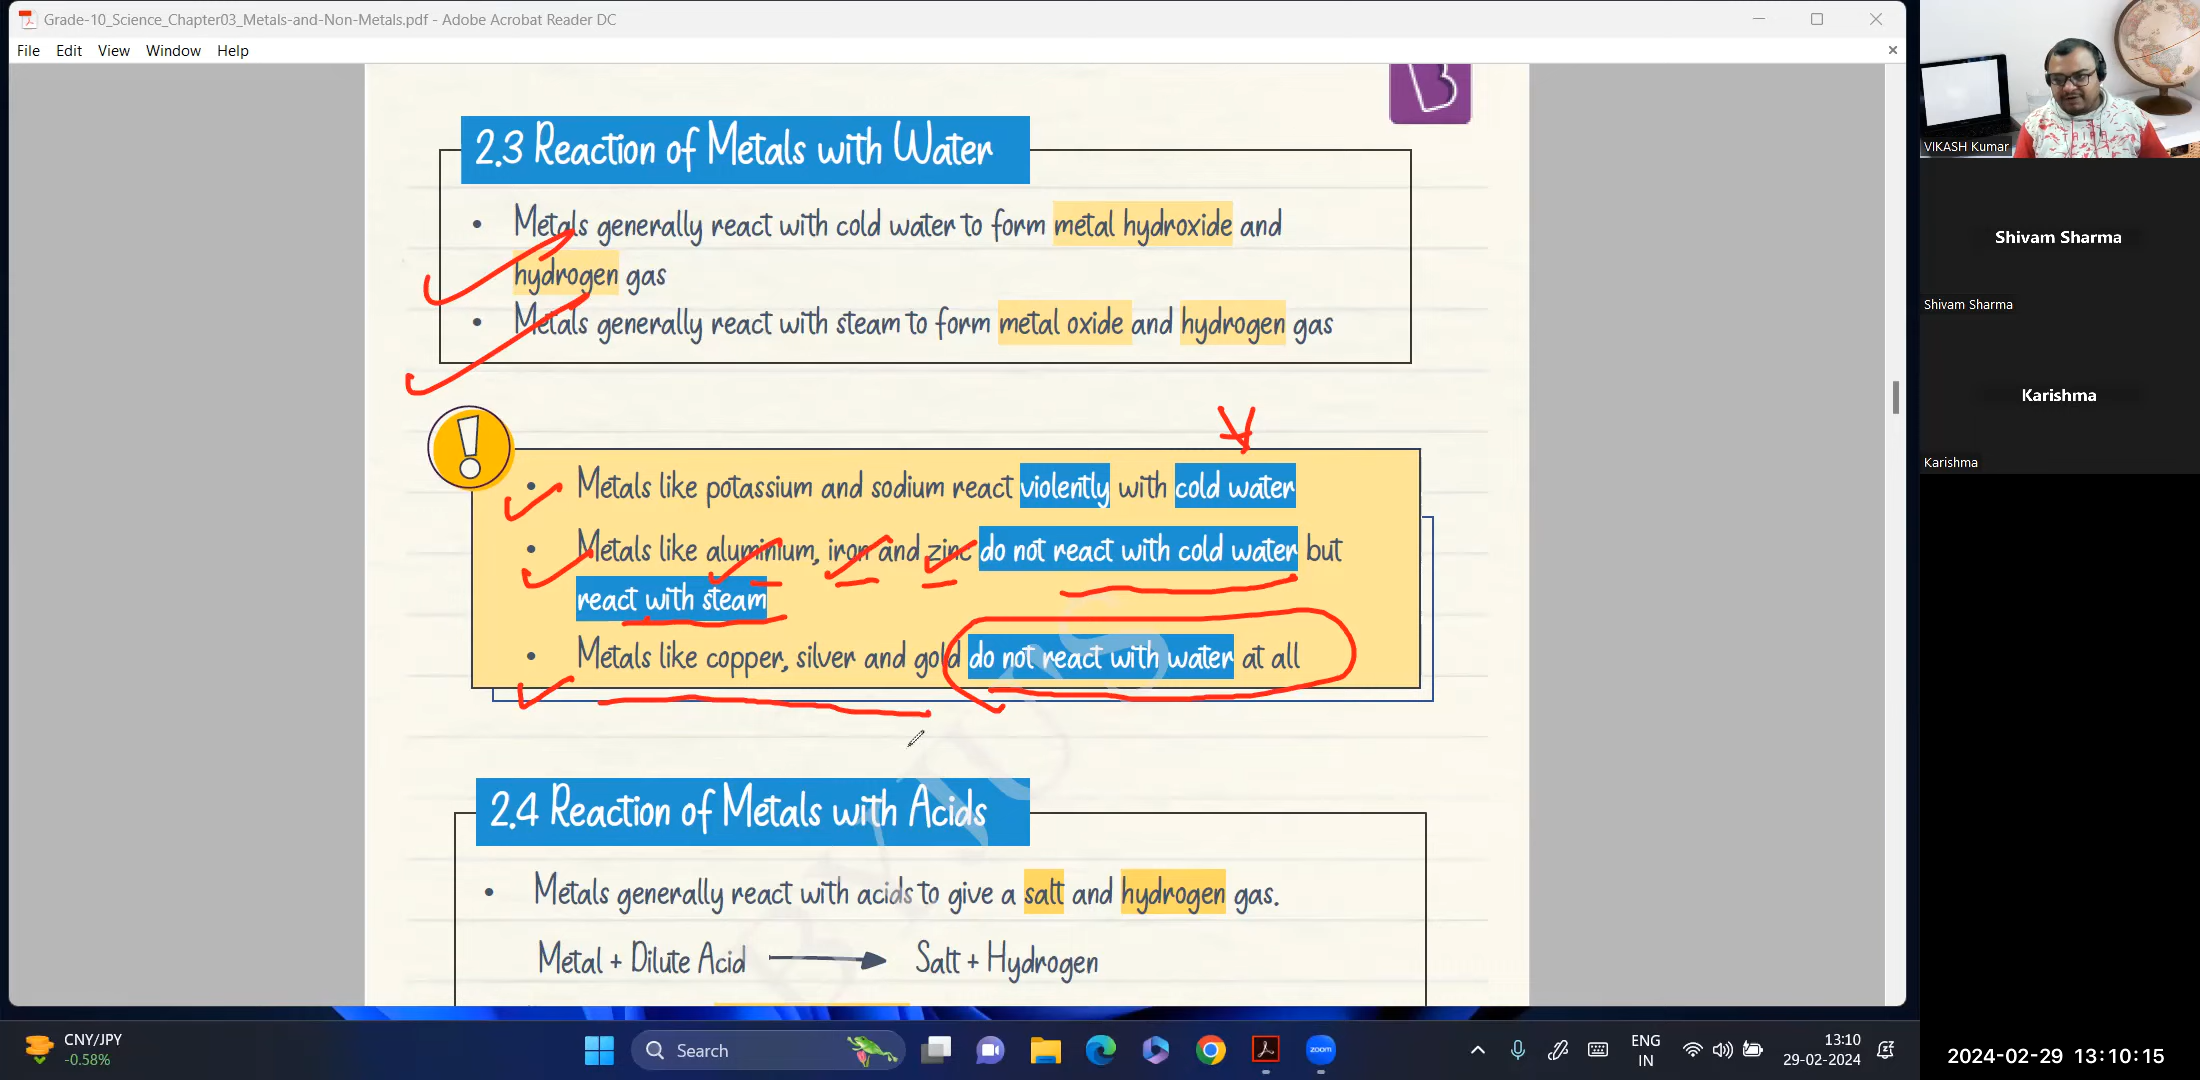 Grade-10_Science_Chapter03_Metals-and-Non-Metals.pdf - Adobe Acrobat Reader DC
File Edit View Window Help
B
2.3 Reaction of Metals with Water
• Metals generally react with cold water to form metal hydroxide and
hydrogen gas
• Metals generally react with steam to form metal oxide and hydrogen gas
!
• Metals like potassium and sodium react violently with cold water
• Metals like aluminium, iron and zinc do not react with cold water but
react with steam
• Metals like copper, silver and gold do not react with water at all
BYJU'S
2.4 Reaction of Metals with Acids
• Metals generally react with acids to give a salt and hydrogen gas.
Metal + Dilute Acid → Salt + Hydrogen
VIKASH Kumar
Shivam Sharma
Shivam Sharma
Karishma
Karishma
CNY/JPY
-0.58%
Search
zoom
ENG
IN
13:10
29-02-2024
2024-02-29 13:10:15